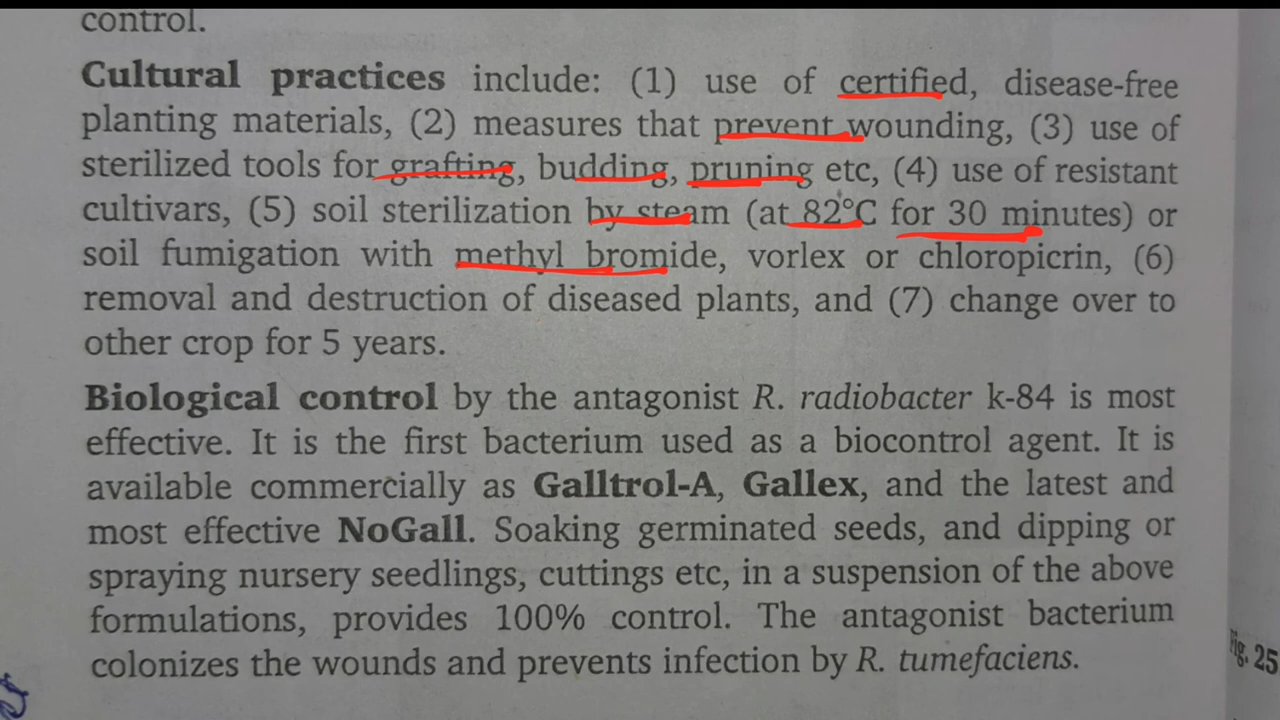 control.
Cultural practices include: (1) use of certified, disease-free
planting materials, (2) measures that prevent wounding, (3) use of
sterilized tools for grafting, budding, pruning etc, (4) use of resistant
cultivars, (5) soil sterilization by steam (at 82°C for 30 minutes) or
soil fumigation with methyl bromide, vorlex or chloropicrin, (6)
removal and destruction of diseased plants, and (7) change over to
other crop for 5 years.
Biological control by the antagonist R. radiobacter k-84 is most
effective. It is the first bacterium used as a biocontrol agent. It is
available commercially as Galltrol-A, Gallex, and the latest and
most effective NoGall. Soaking germinated seeds, and dipping or
spraying nursery seedlings, cuttings etc, in a suspension of the above
formulations, provides 100% control. The antagonist bacterium
colonizes the wounds and prevents infection by R. tumefaciens.
Fig. 25